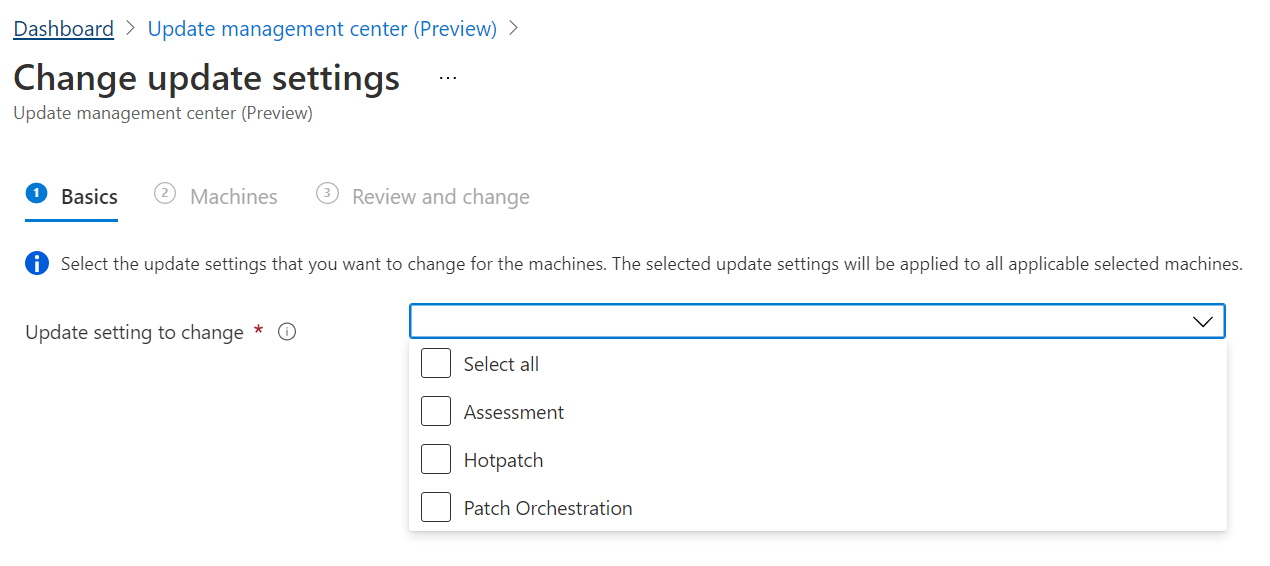 Dashboard > Update management center (Preview) >
Change update settings ...
Update management center (Preview)
1 Basics 2 Machines 3 Review and change
Select the update settings that you want to change for the machines. The selected update settings will be applied to all applicable selected machines.
Update setting to change *
Select all
Assessment
Hotpatch
Patch Orchestration